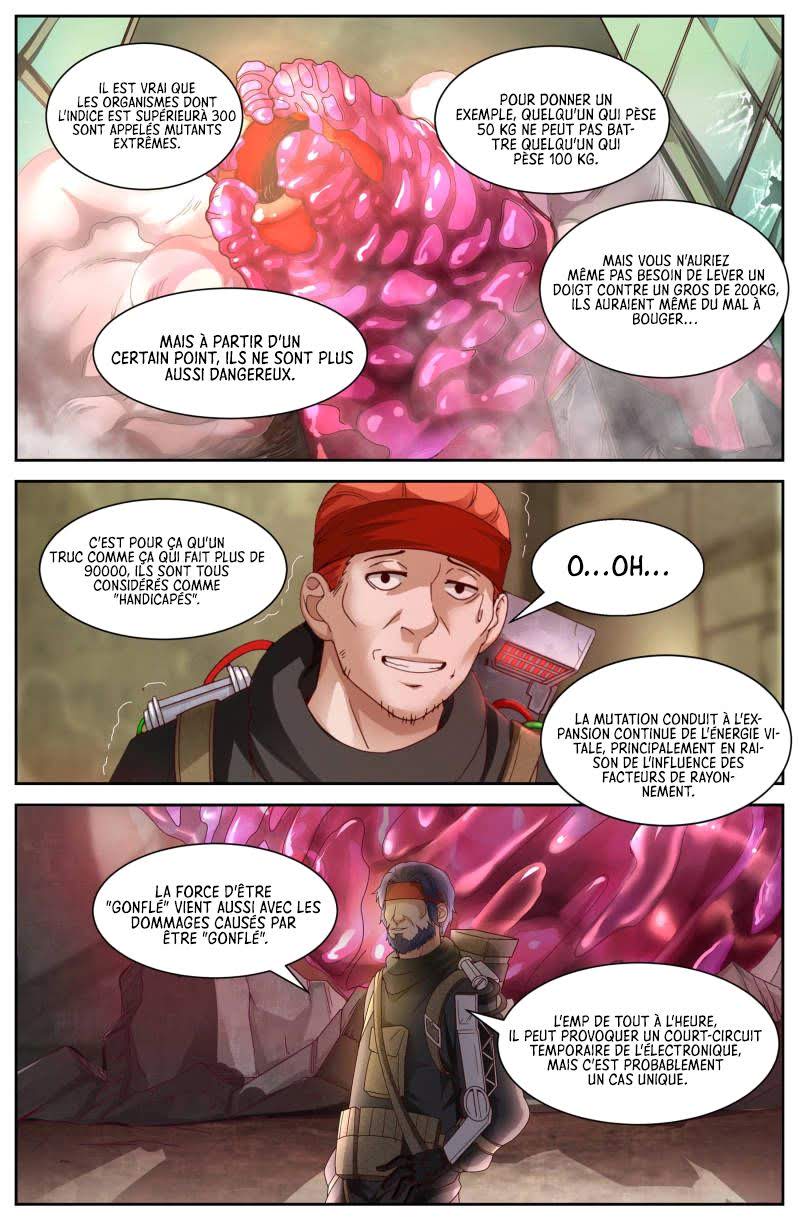 IL EST VRAI QUE
LES ORGANISMES DONT
L'INDICE EST SUPÉRIEURÀ 300
SONT APPELÉS MUTANTS
EXTRÊMES.
POUR DONNER UN
EXEMPLE, QUELQU'UN QUI PÈSE
50 KG NE PEUT PAS BAT-
TRE QUELQU'UN QUI
PÈSE 100 KG.
MAIS VOUS N'AURIEZ
MÊME PAS BESOIN DE LEVER UN
DOIGT CONTRE UN GROS DE 200KG,
ILS AURAIENT MÊME DU MAL À
BOUGER...
MAIS À PARTIR D'UN
CERTAIN POINT, ILS NE SONT PLUS
AUSSI DANGEREUX.
C'EST POUR ÇA QU'UN
TRUC COMME ÇA QUI FAIT PLUS DE
90000, ILS SONT TOUS
CONSIDÉRÉS COMME
"HANDICAPÉS".
O...OH...
LA MUTATION CONDUIT À L'EX-
PANSION CONTINUE DE L'ÉNERGIE VI-
TALE, PRINCIPALEMENT EN RAI-
SON DE L'INFLUENCE DES
FACTEURS DE RAYON-
NEMENT.
LA FORCE D'ÊTRE
"GONFLÉ" VIENT AUSSI AVEC LES
DOMMAGES CAUSÉS PAR
ÊTRE "GONFLÉ".
L'EMP DE TOUT À L'HEURE,
IL PEUT PROVOQUER UN COURT-CIRCUIT
TEMPORAIRE DE L'ÉLECTRONIQUE,
MAIS C'EST PROBABLEMENT
UN CAS UNIQUE.